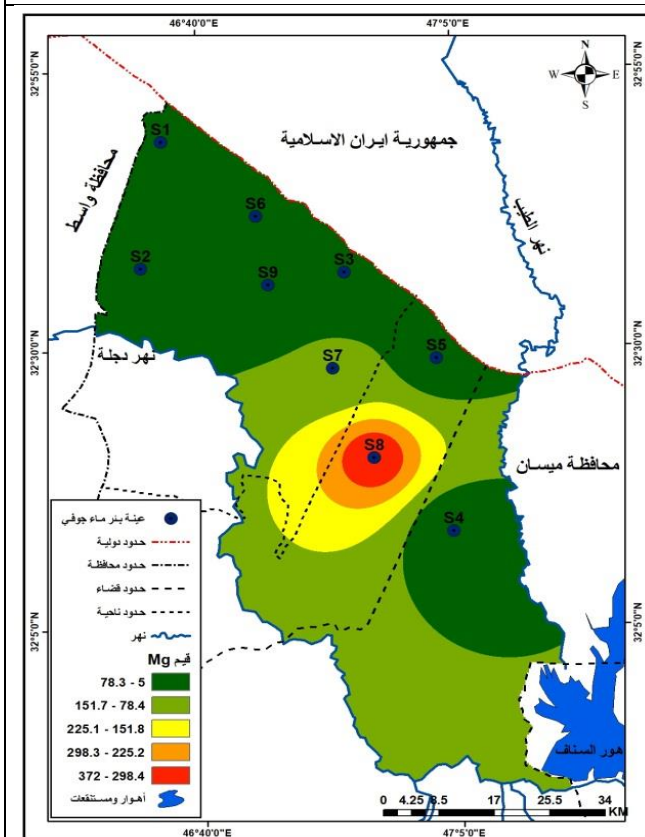 46°40'0"E
47°5'0"E
32°55'0"N
32°55'0"N
N
W E
S
S1
جمهورية ايران الاسلامية
محافظة واسط
نهر الطيب
S6
S2
S9
S3
32°30'0"N
32°30'0"N
نهر دجلة
S7
S5
S8
محافظة ميسان
S4
عينة بئر ماء جوفي
حدود دولية
حدود محافظة
حدود قضاء
حدود ناحية
نهر
قيم Mg
78.3 - 5
151.7 - 78.4
225.1 - 151.8
298.3 - 225.2
372 - 298.4
أهوار ومستنقعات
32°5'0"N
32°5'0"N
هور السناف
0 4.25 8.5 17 25.5 34
KM
46°40'0"E
47°5'0"E